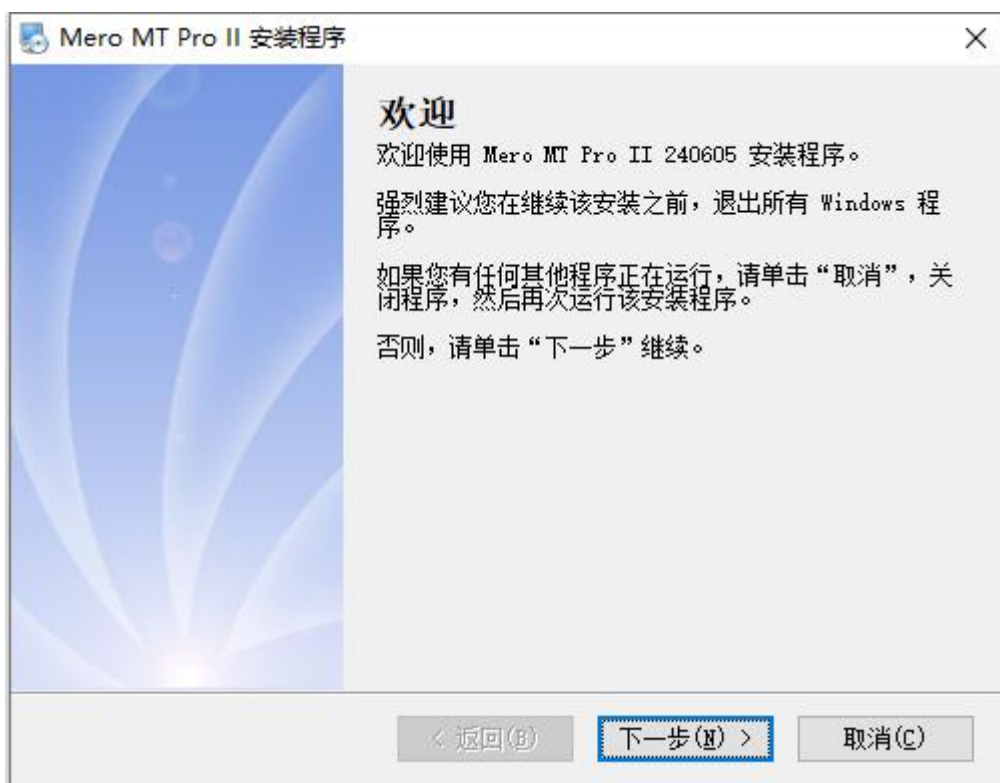 Mero MT Pro II 安装程序
欢迎
欢迎使用 Mero MT Pro II 240605 安装程序。
强烈建议您在继续该安装之前，退出所有 Windows 程
序。
如果您有任何其他程序正在运行，请单击“取消”，关
闭程序，然后再次运行该安装程序。
否则，请单击“下一步”继续。
< 返回(B) 下一步(N) > 取消(C)